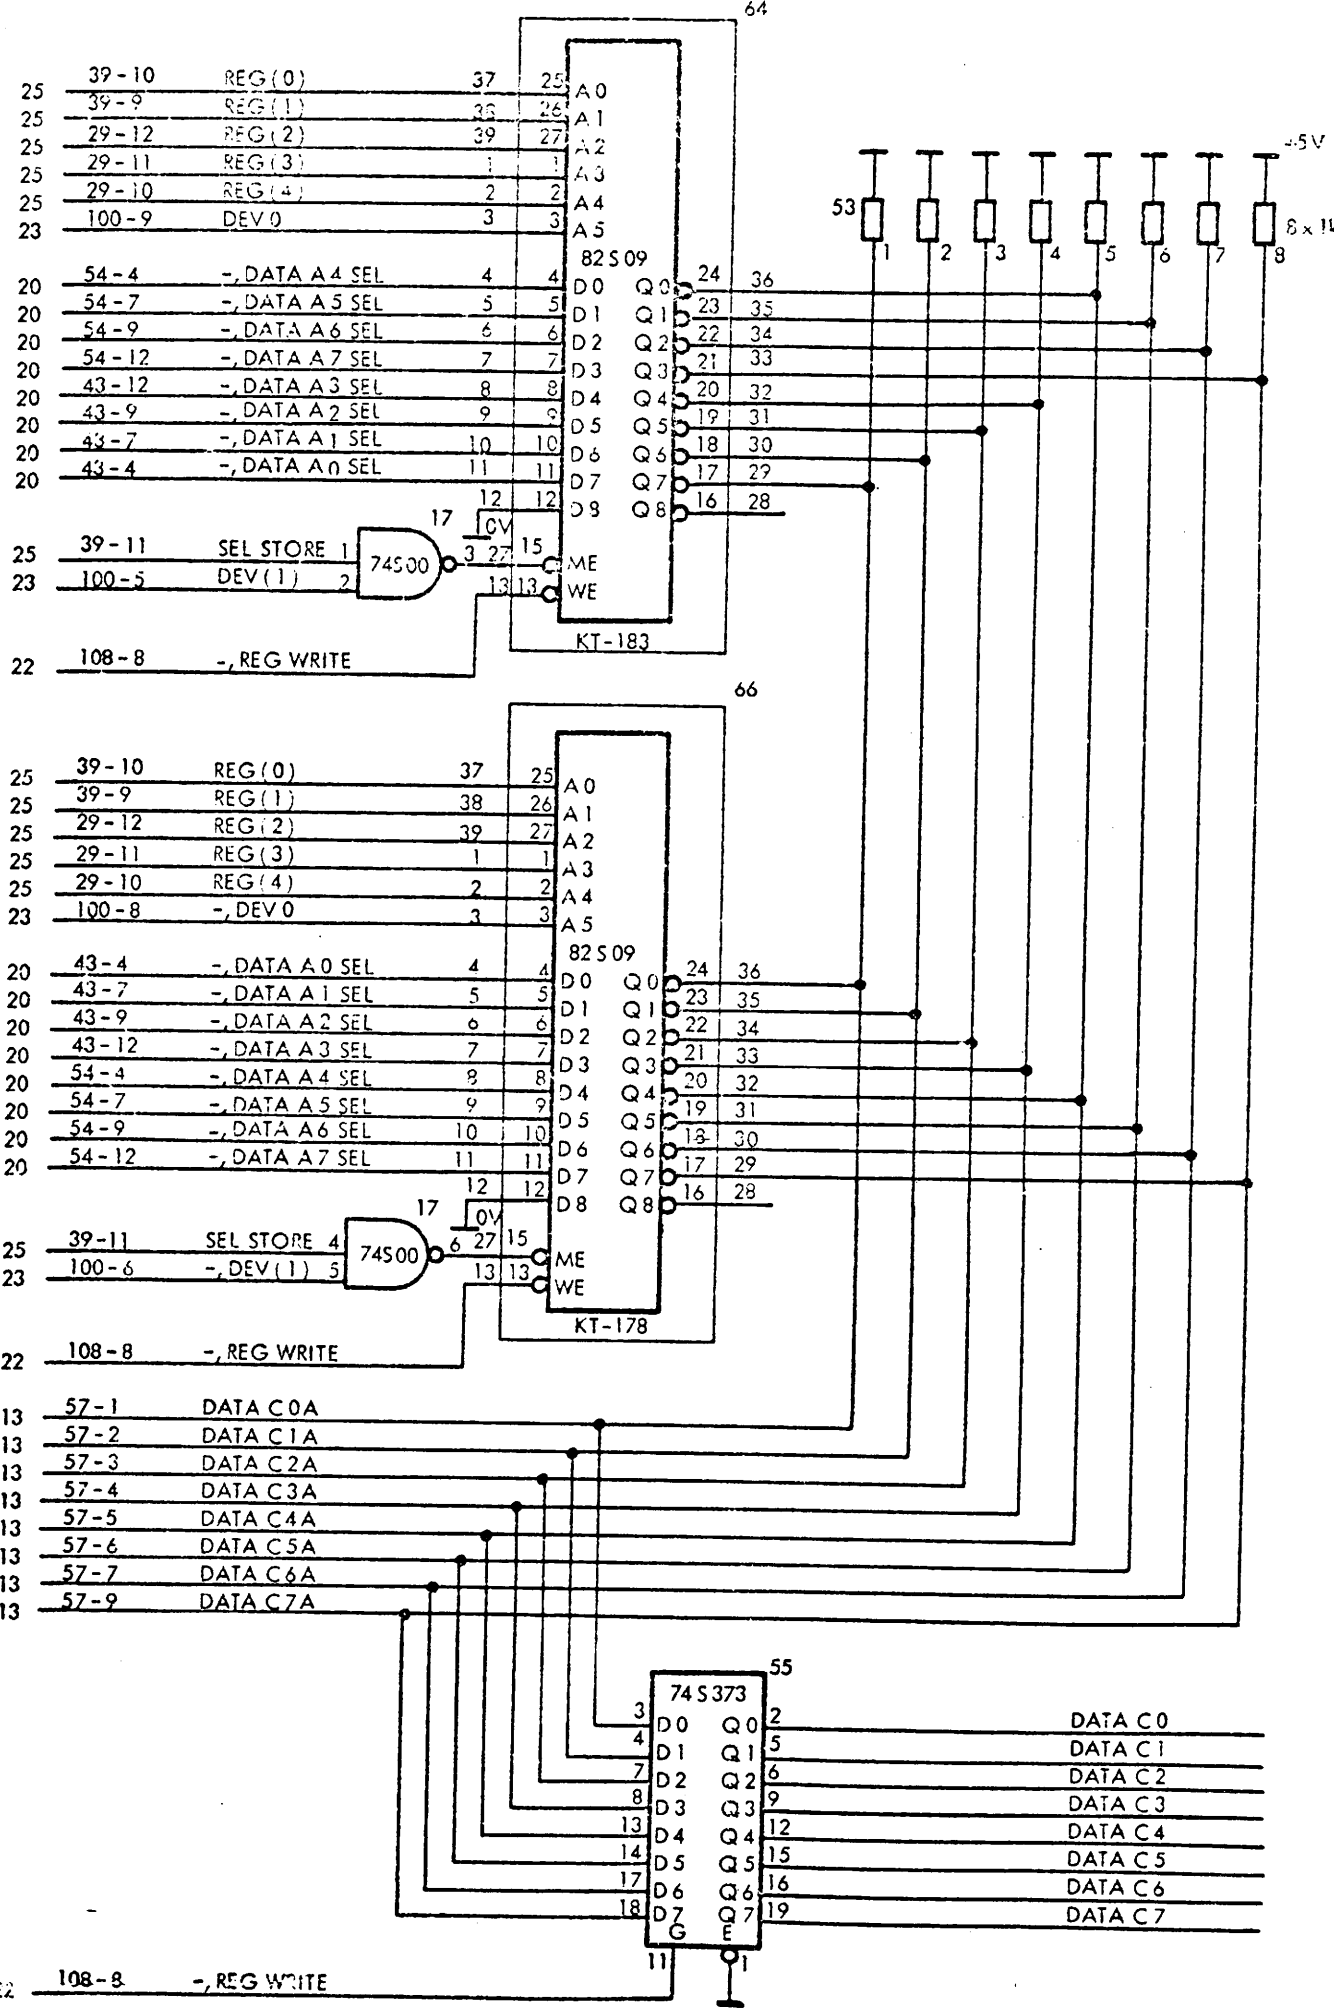 64
25 39-10 REG(0) 37 25 A0
25 39-9 REG(1) 38 26 A1
25 29-12 REG(2) 39 27 A2
25 29-11 REG(3) 1 1 A3
25 29-10 REG(4) 2 2 A4
23 100-9 DEV0 3 3 A5
+5V
53 1 2 3 4 5 6 7 8
82S09
20 54-4 -,DATA A4 SEL 4 4 D0 Q0 24 36
20 54-7 -,DATA A5 SEL 5 5 D1 Q1 23 35
20 54-9 -,DATA A6 SEL 6 6 D2 Q2 22 34
20 54-12 -,DATA A7 SEL 7 7 D3 Q3 21 33
20 43-12 -,DATA A3 SEL 8 8 D4 Q4 20 32
20 43-9 -,DATA A2 SEL 9 9 D5 Q5 19 31
20 43-7 -,DATA A1 SEL 10 10 D6 Q6 18 30
20 43-4 -,DATA A0 SEL 11 11 D7 Q7 17 29
12 12 D8 Q8 16 28
17 0V
25 39-11 SEL STORE 1 74S00 3 27 15 ME
23 100-5 DEV(1) 2 13 13 WE
KT-183
22 108-8 -,REG WRITE
66
25 39-10 REG(0) 37 25 A0
25 39-9 REG(1) 38 26 A1
25 29-12 REG(2) 39 27 A2
25 29-11 REG(3) 1 1 A3
25 29-10 REG(4) 2 2 A4
23 100-8 -,DEV0 3 3 A5
82S09
20 43-4 -,DATA A0 SEL 4 4 D0 Q0 24 36
20 43-7 -,DATA A1 SEL 5 5 D1 Q1 23 35
20 43-9 -,DATA A2 SEL 6 6 D2 Q2 22 34
20 43-12 -,DATA A3 SEL 7 7 D3 Q3 21 33
20 54-4 -,DATA A4 SEL 8 8 D4 Q4 20 32
20 54-7 -,DATA A5 SEL 9 9 D5 Q5 19 31
20 54-9 -,DATA A6 SEL 10 10 D6 Q6 18 30
20 54-12 -,DATA A7 SEL 11 11 D7 Q7 17 29
12 12 D8 Q8 16 28
17 0V
25 39-11 SEL STORE 4 74S00 6 27 15 ME
23 100-6 -,DEV(1) 5 13 13 WE
KT-178
22 108-8 -,REG WRITE
13 57-1 DATA C0A
13 57-2 DATA C1A
13 57-3 DATA C2A
13 57-4 DATA C3A
13 57-5 DATA C4A
13 57-6 DATA C5A
13 57-7 DATA C6A
13 57-9 DATA C7A
55
74S373
3 D0 Q0 2 DATA C0
4 D1 Q1 5 DATA C1
7 D2 Q2 6 DATA C2
8 D3 Q3 9 DATA C3
13 D4 Q4 12 DATA C4
14 D5 Q5 15 DATA C5
17 D6 Q6 16 DATA C6
18 D7 Q7 19 DATA C7
G E
11 1
108-8 -,REG WRITE